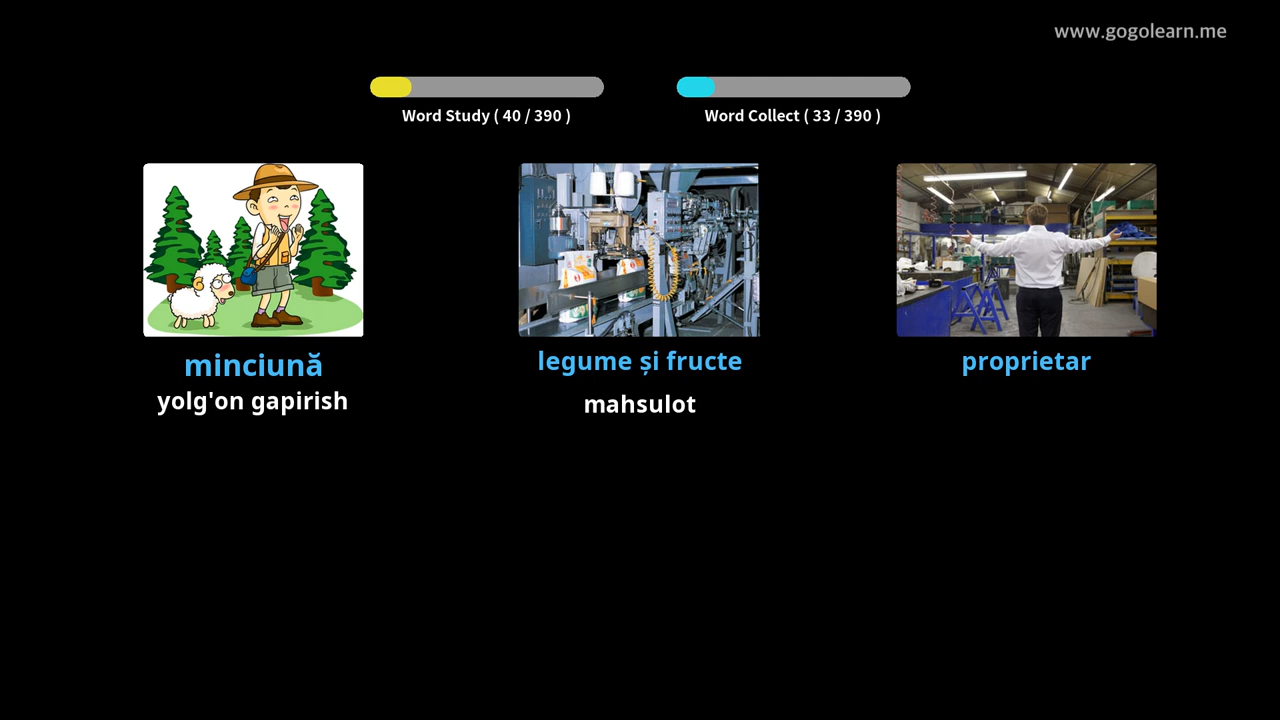 www.gogolearn.me
Word Study ( 40 / 390 )
Word Collect ( 33 / 390 )
minciună
yolg'on gapirish
legume și fructe
mahsulot
proprietar